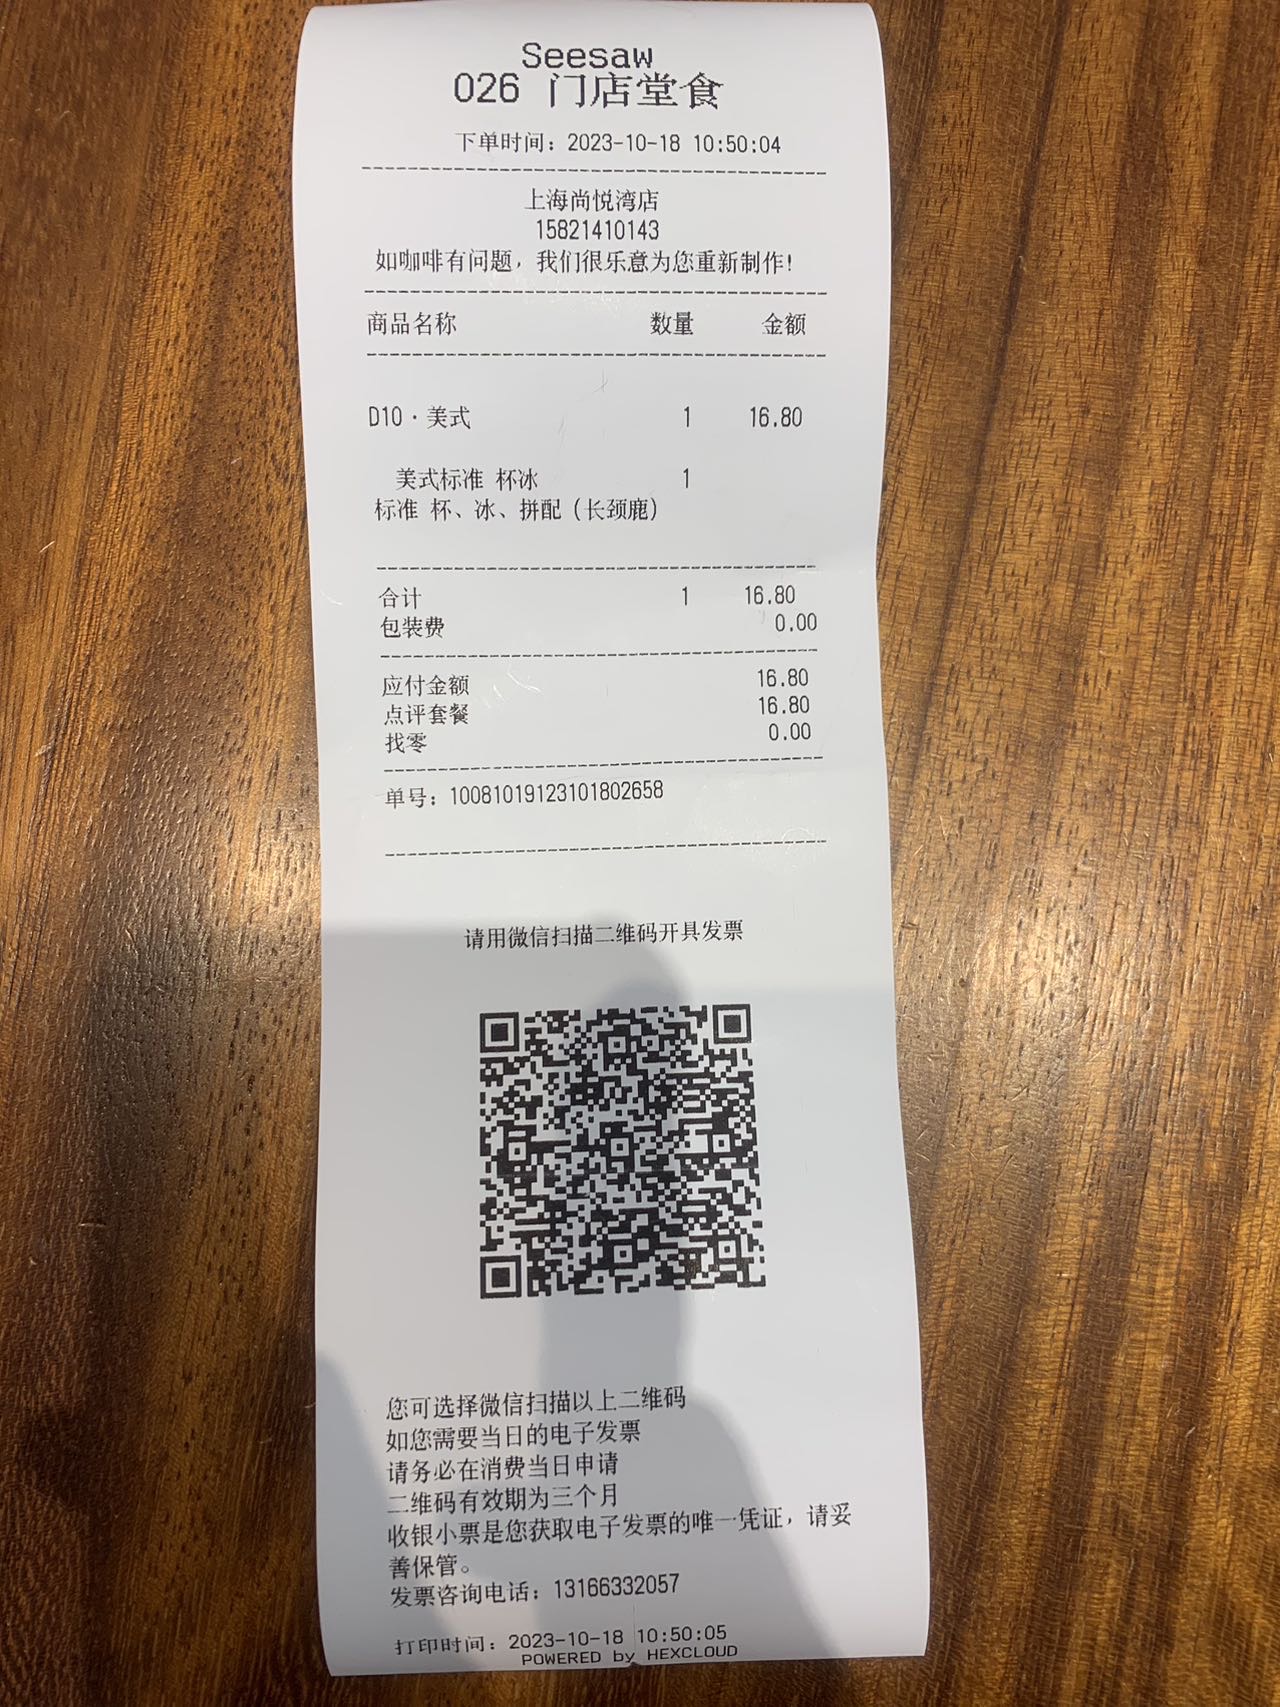 Seesaw
026 门店堂食
下单时间：2023-10-18 10:50:04
上海尚悦湾店
15821410143
如咖啡有问题，我们很乐意为您重新制作!
商品名称 数量 金额
D10·美式 1 16.80
美式标准 杯冰 1
标准 杯、冰、拼配（长颈鹿）
合计 1 16.80
包装费 0.00
应付金额 16.80
点评套餐 16.80
找零 0.00
单号：10081019123101802658
请用微信扫描二维码开具发票
您可选择微信扫描以上二维码
如您需要当日的电子发票
请务必在消费当日申请
二维码有效期为三个月
收银小票是您获取电子发票的唯一凭证，请妥
善保管。
发票咨询电话：13166332057
打印时间：2023-10-18 10:50:05
POWERED by HEXCLOUD